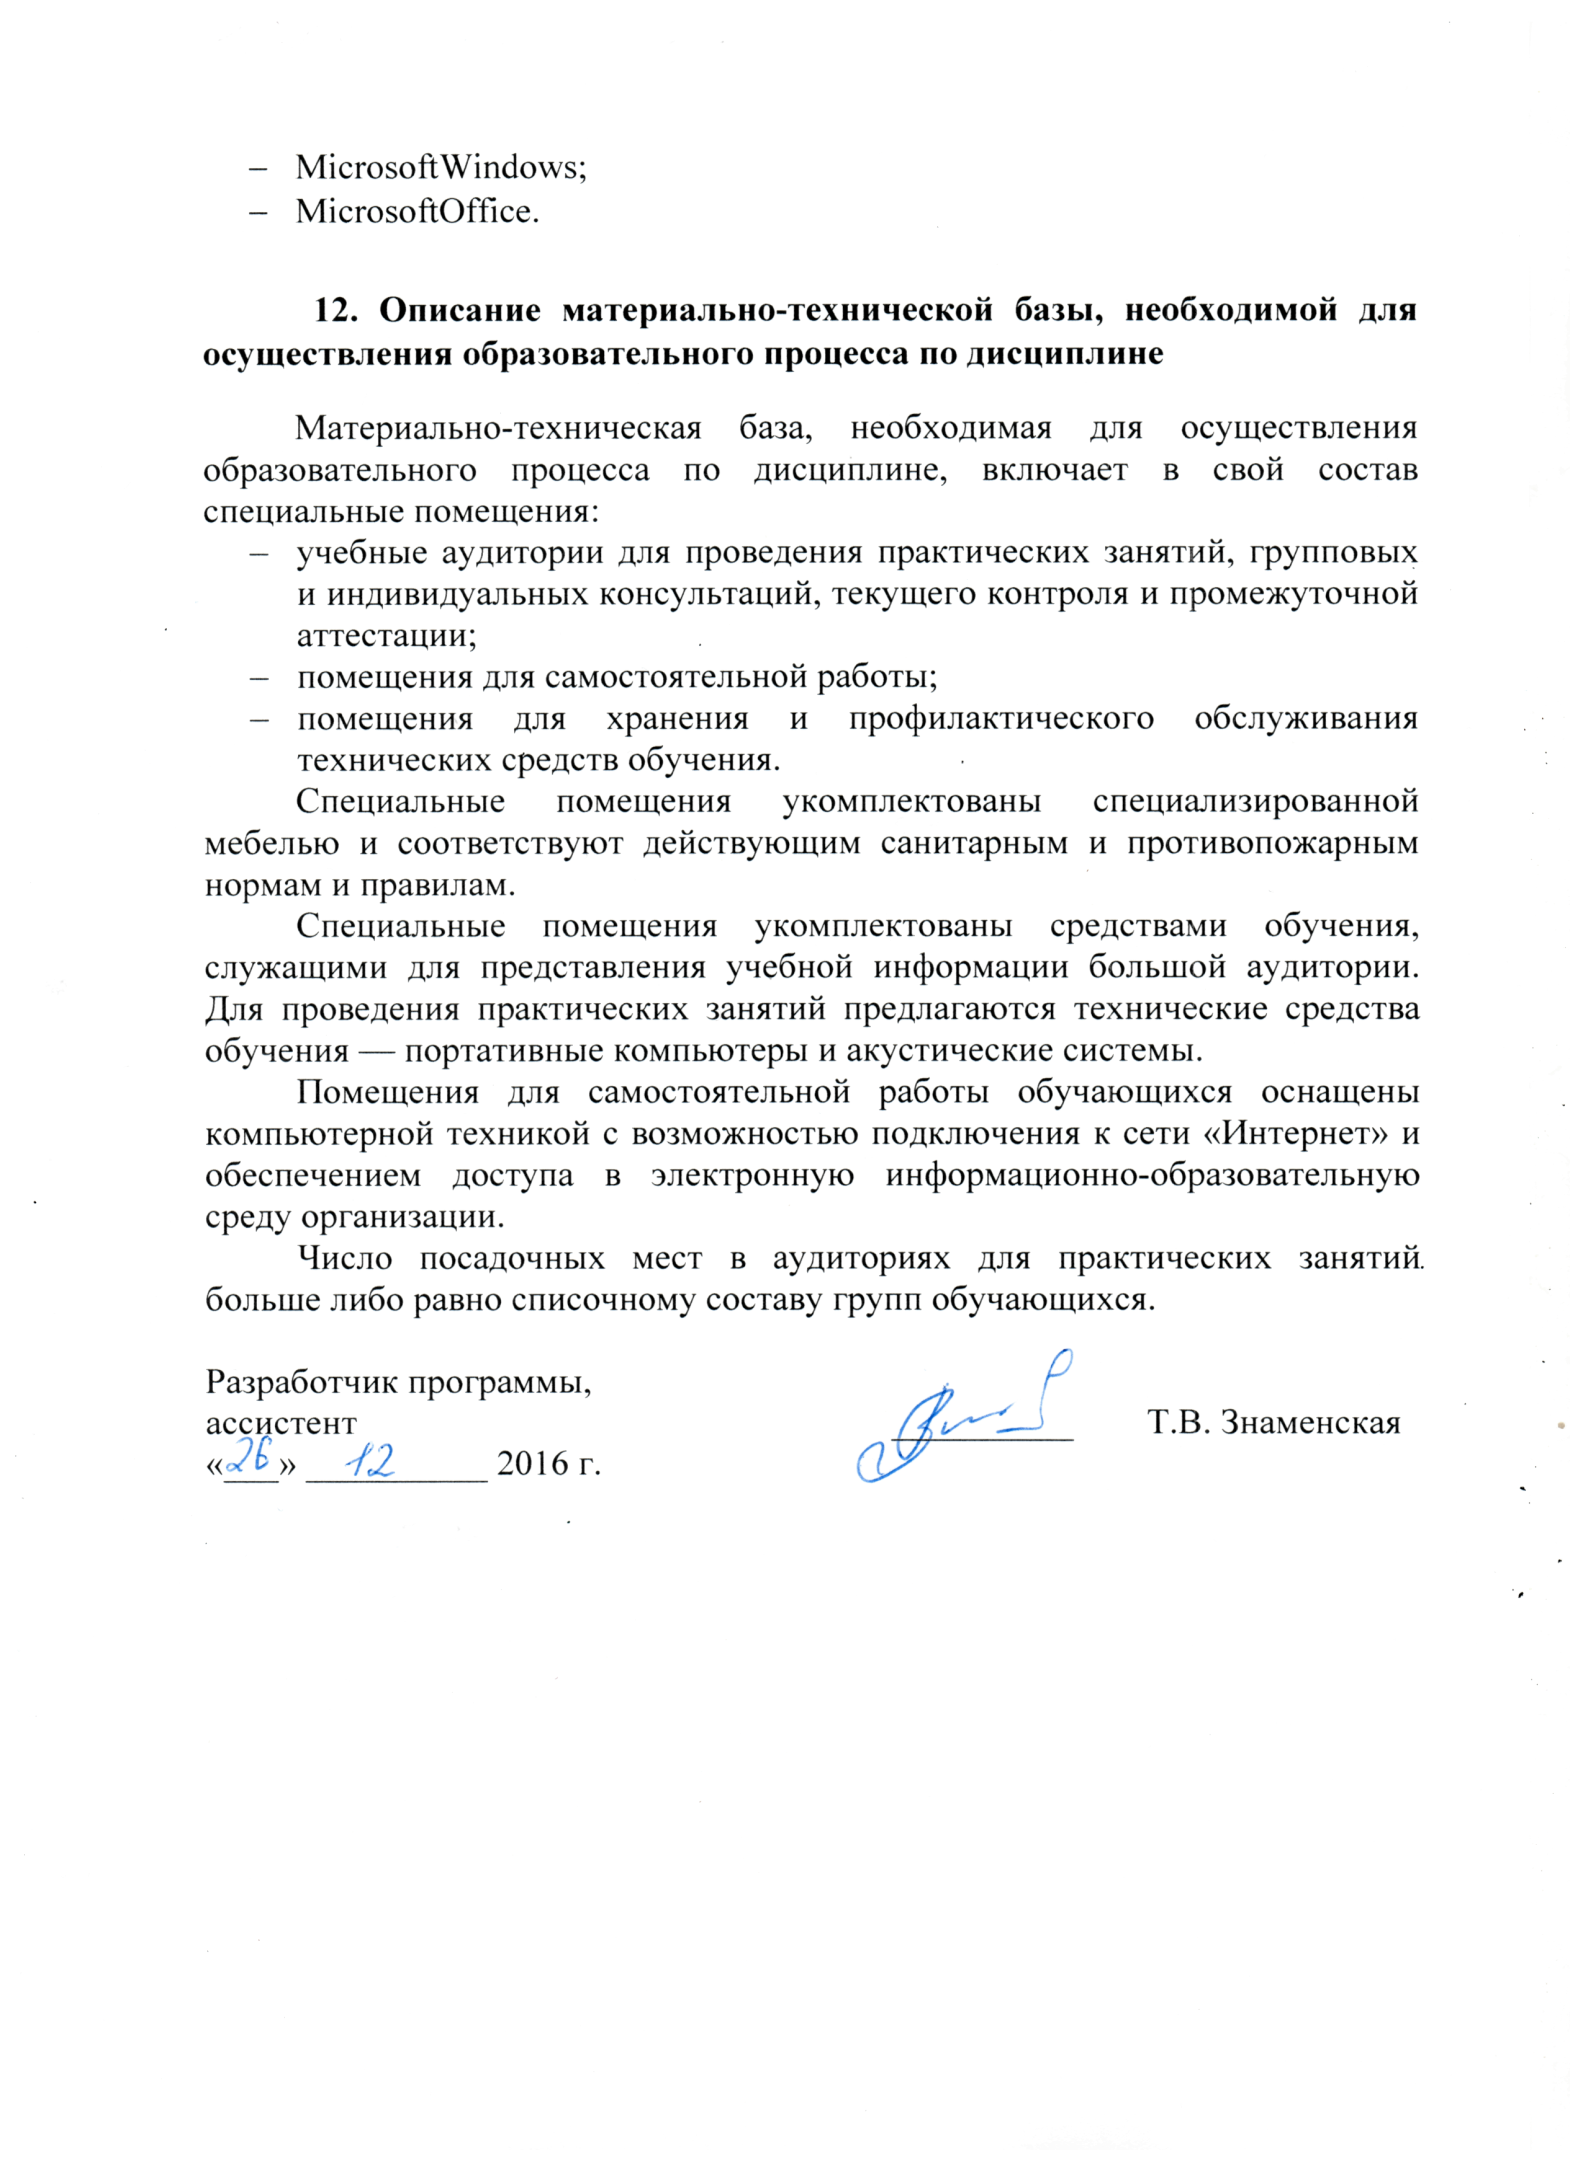 – MicrosoftWindows;
– MicrosoftOffice.
12. Описание материально-технической базы, необходимой для
осуществления образовательного процесса по дисциплине
Материально-техническая база, необходимая для осуществления
образовательного процесса по дисциплине, включает в свой состав
специальные помещения:
– учебные аудитории для проведения практических занятий, групповых
и индивидуальных консультаций, текущего контроля и промежуточной
аттестации;
– помещения для самостоятельной работы;
– помещения для хранения и профилактического обслуживания
технических средств обучения.
Специальные помещения укомплектованы специализированной
мебелью и соответствуют действующим санитарным и противопожарным
нормам и правилам.
Специальные помещения укомплектованы средствами обучения,
служащими для представления учебной информации большой аудитории.
Для проведения практических занятий предлагаются технические средства
обучения — портативные компьютеры и акустические системы.
Помещения для самостоятельной работы обучающихся оснащены
компьютерной техникой с возможностью подключения к сети «Интернет» и
обеспечением доступа в электронную информационно-образовательную
среду организации.
Число посадочных мест в аудиториях для практических занятий
больше либо равно списочному составу групп обучающихся.
Разработчик программы,
ассистент Т.В. Знаменская
«26» 12 2016 г.